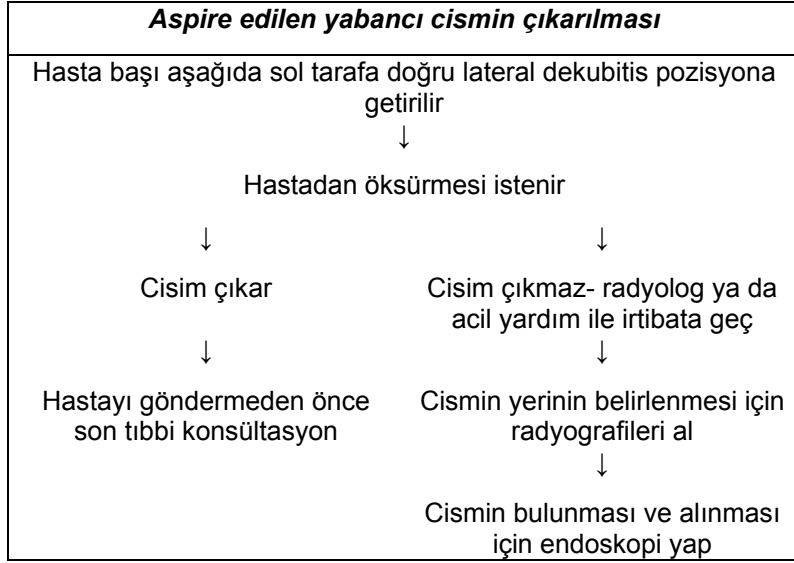 Aspire edilen yabancı cismin çıkarılması
Hasta başı aşağıda sol tarafa doğru lateral dekubitis pozisyona
getirilir
↓
Hastadan öksürmesi istenir
↓ ↓
Cisim çıkar
Cisim çıkmaz- radyolog ya da
acil yardım ile irtibata geç
↓ ↓
Hastayı göndermeden önce
son tıbbi konsültasyon
Cismin yerinin belirlenmesi için
radyografileri al
↓
Cismin bulunması ve alınması
için endoskopi yap